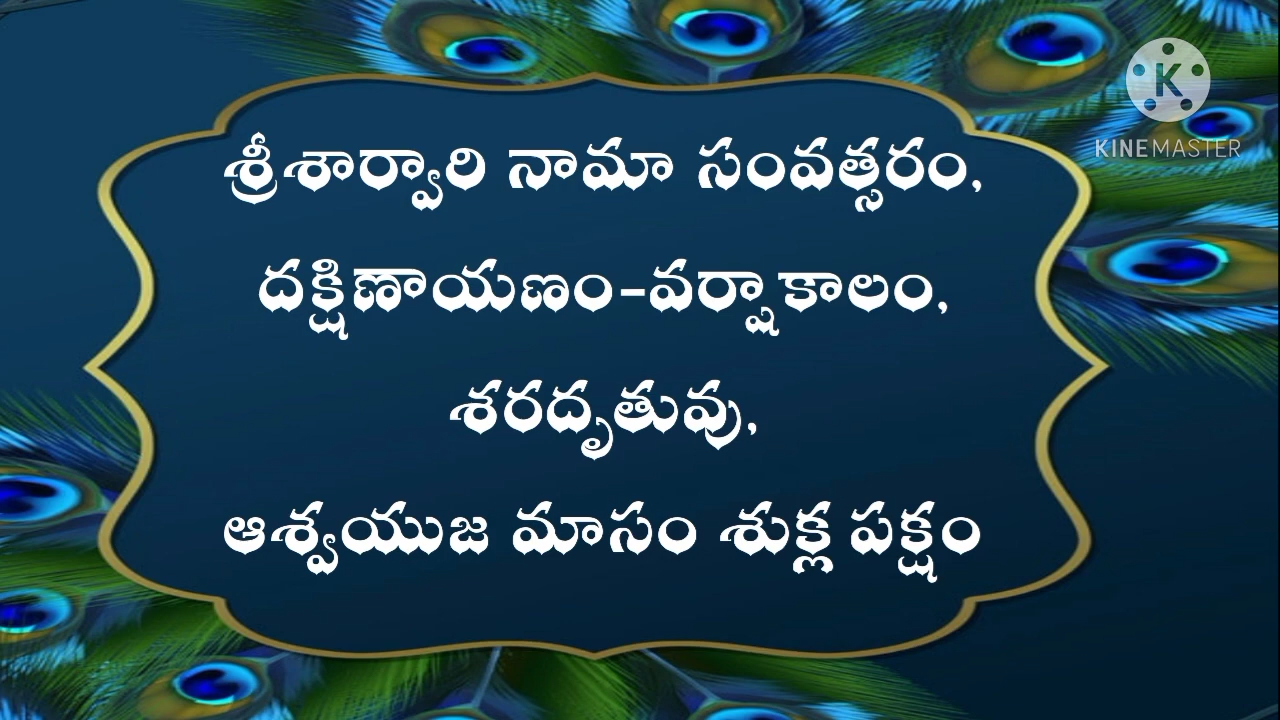 KINEMASTER
శ్రీశార్వారి నామా సంవత్సరం,
దక్షిణాయణం-వర్షాకాలం,
శరదృతువు,
ఆశ్వయుజ మాసం శుక్ల పక్షం